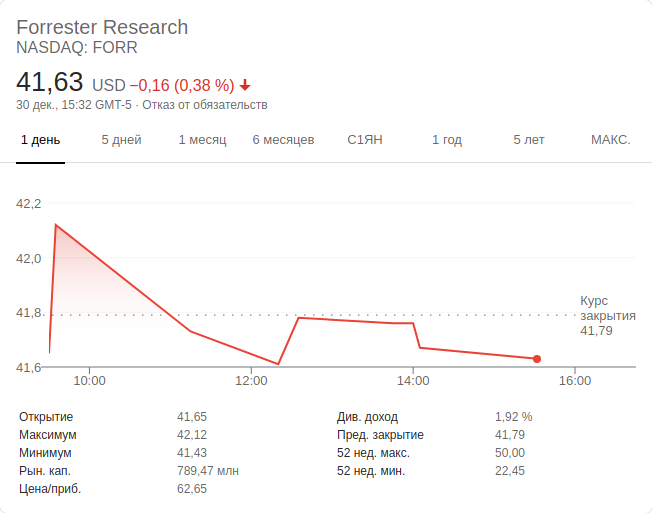 Forrester Research
NASDAQ: FORR
41,63 USD −0,16 (0,38 %)
30 дек., 15:32 GMT-5 · Отказ от обязательств
1 день 5 дней 1 месяц 6 месяцев С1ЯН 1 год 5 лет МАКС.
42,2
42,0
41,8
41,6
Курс
закрытия
41,79
10:00 12:00 14:00 16:00
Открытие 41,65 Див. доход 1,92 %
Максимум 42,12 Пред. закрытие 41,79
Минимум 41,43 52 нед. макс. 50,00
Рын. кап. 789,47 млн 52 нед. мин. 22,45
Цена/приб. 62,65